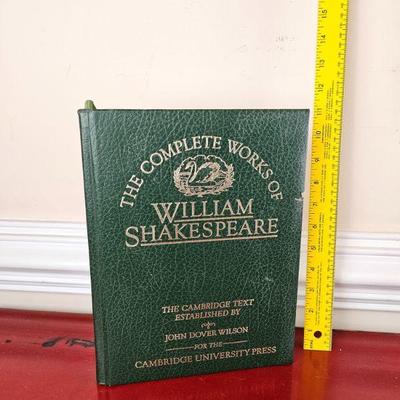 THE COMPLETE WORKS OF
WILLIAM
SHAKESPEARE
THE CAMBRIDGE TEXT
ESTABLISHED BY
JOHN DOVER WILSON
FOR THE
CAMBRIDGE UNIVERSITY PRESS